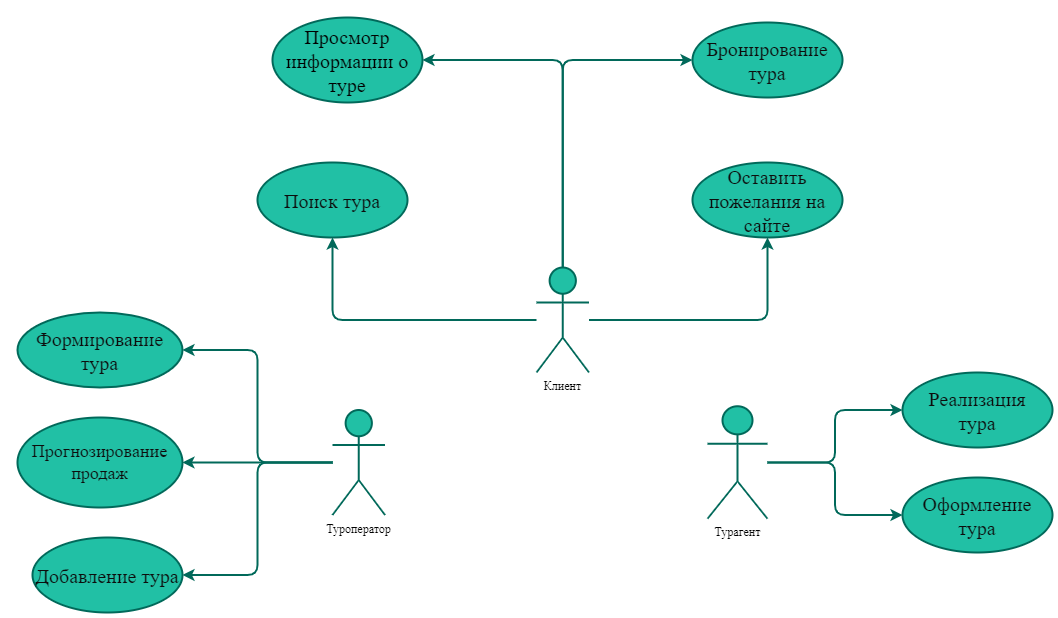 Просмотр
информации о
туре
Бронирование
тура
Поиск тура
Оставить
пожелания на
сайте
Клиент
Формирование
тура
Прогнозирование
продаж
Добавление тура
Туроператор
Турагент
Реализация
тура
Оформление
тура